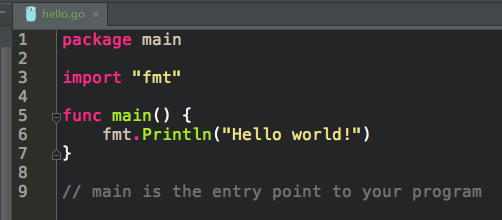 hello.go
1 package main
2
3 import "fmt"
4
5 func main() {
6     fmt.Println("Hello world!")
7 }
8
9 // main is the entry point to your program